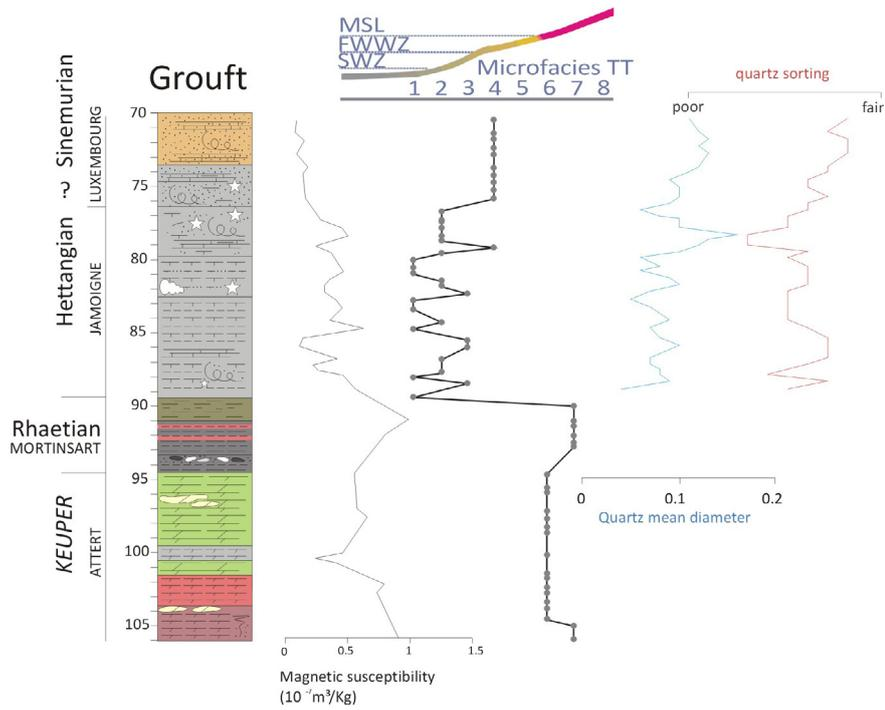 MSL
FWWZ
SWZ
Microfacies TT
1 2 3 4 5 6 7 8
Grouft
quartz sorting
poor
fair
70
75
80
85
90
95
100
105
Sinemurian
?
Hettangian
LUXEMBOURG
JAMOIGNE
Rhaetian
MORTINSART
KEUPER
ATTERT
0 0.1 0.2
Quartz mean diameter
0 0.5 1 1.5
Magnetic susceptibility
(10⁻⁷m³/Kg)